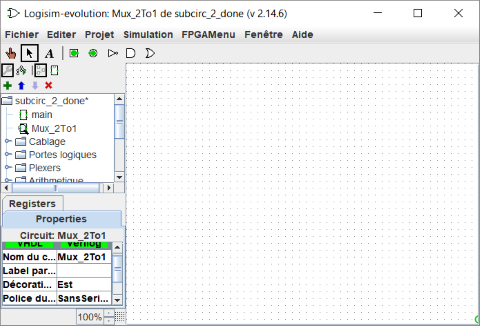 Logisim-evolution: Mux_2To1 de subcirc_2_done (v 2.14.6)
Fichier Editer Projet Simulation FPGAMenu Fenêtre Aide
A
subcirc_2_done*
main
Mux_2To1
Cablage
Portes logiques
Plexers
Arithmetique
Registers
Properties
Circuit: Mux_2To1
VHDL Verilog
Nom du c... Mux_2To1
Label par...
Décorati... Est
Police du... SansSeri...
100%